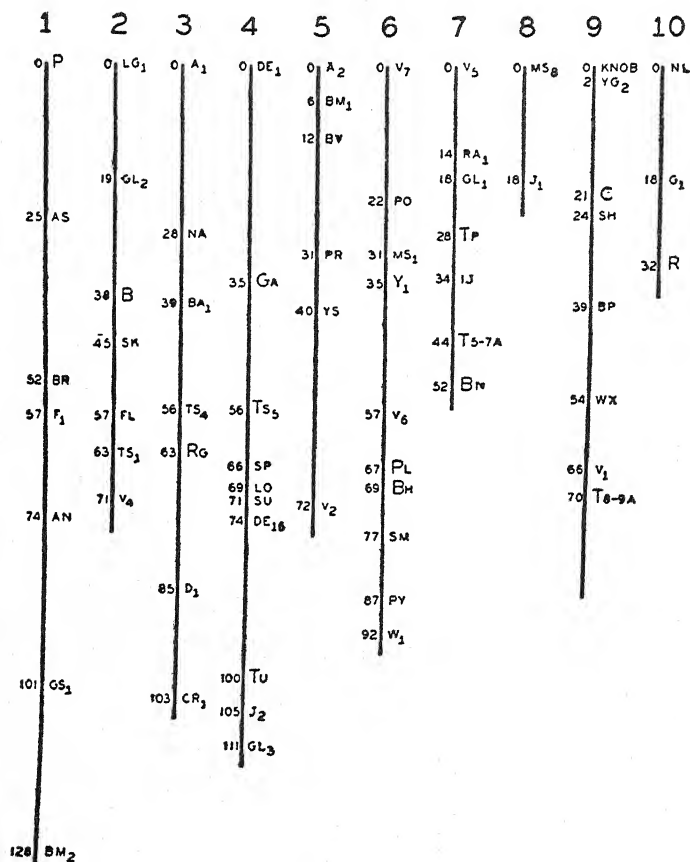 1 2 3 4 5 6 7 8 9 10
0 P
25 AS
52 BR
57 F1
74 AN
101 GS1
128 BM2
0 LG1
19 GL2
38 B
45 SK
57 FL
63 TS1
71 V4
0 A1
28 NA
39 BA1
56 TS4
63 RG
85 D1
103 CR1
0 DE1
35 GA
56 TS5
66 SP
69 LO
71 SU
74 DE16
100 TU
105 J2
111 GL3
0 A2
6 BM1
12 BV
31 PR
40 YS
72 V2
0 V7
22 PO
31 MS1
35 Y1
57 V6
67 PL
69 BH
77 SM
87 PY
92 W1
0 V5
14 RA1
18 GL1
28 TP
34 IJ
44 T5-7A
52 BN
0 MS8
18 J1
0 KNOB
2 YG2
21 C
24 SH
39 BP
54 WX
66 V1
70 T8-9A
0 NL
18 G1
32 R